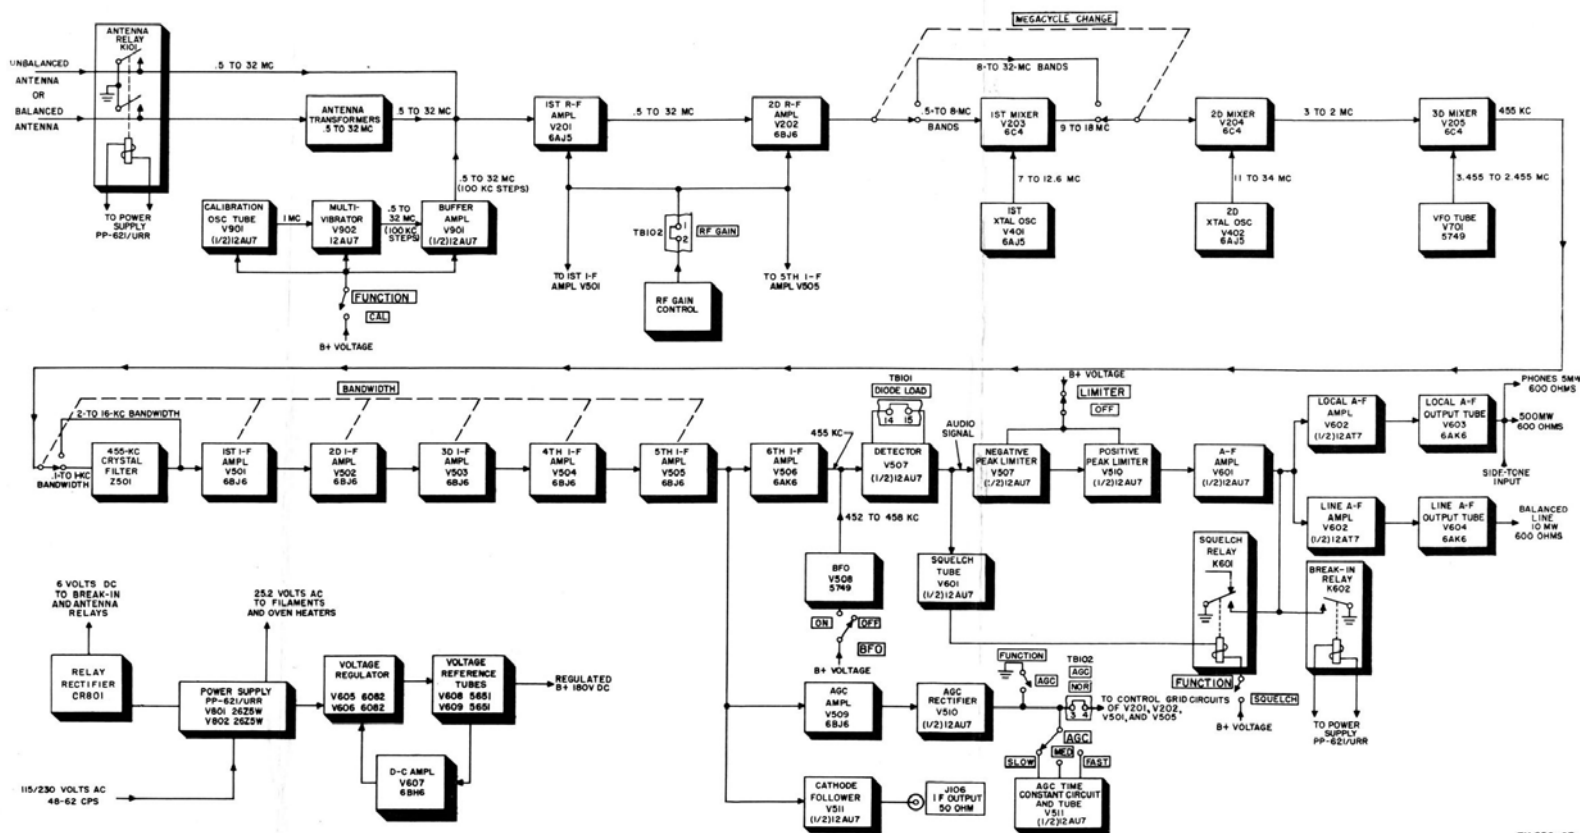 MEGACYCLE CHANGE
ANTENNA
RELAY
K101
UNBALANCED
ANTENNA
OR
BALANCED
ANTENNA
.5 TO 32 MC
ANTENNA
TRANSFORMERS
.5 TO 32 MC
.5 TO 32 MC
1ST R-F
AMPL
V201
6AJ5
.5 TO 32 MC
2D R-F
AMPL
V202
6BJ6
8-TO 32-MC BANDS
.5-TO 8-MC
BANDS
1ST MIXER
V203
6C4
9 TO 18 MC
2D MIXER
V204
6C4
3 TO 2 MC
3D MIXER
V205
6C4
455 KC
TO POWER
SUPPLY
PP-621/URR
.5 TO 32 MC
(100 KC STEPS)
CALIBRATION
OSC TUBE
V901
(1/2)12AU7
1 MC
MULTI-
VIBRATOR
V902
12AU7
.5 TO
32 MC
(100 KC
STEPS)
BUFFER
AMPL
V901
(1/2)12AU7
FUNCTION
CAL
B+ VOLTAGE
TO 1ST I-F
AMPL V501
TB102
1
2
RF GAIN
RF GAIN
CONTROL
TO 5TH I-F
AMPL V505
7 TO 12.6 MC
1ST
XTAL OSC
V401
6AJ5
11 TO 34 MC
2D
XTAL OSC
V402
6AJ5
3.455 TO 2.455 MC
VFO TUBE
V701
5749
BANDWIDTH
2-TO 16-KC BANDWIDTH
.1-TO 1-KC
BANDWIDTH
455-KC
CRYSTAL
FILTER
Z501
1ST I-F
AMPL
V501
6BJ6
2D I-F
AMPL
V502
6BJ6
3D I-F
AMPL
V503
6BJ6
4TH I-F
AMPL
V504
6BJ6
5TH I-F
AMPL
V505
6BJ6
6TH I-F
AMPL
V506
6AK6
455 KC
TB101
DIODE LOAD
14 15
DETECTOR
V507
(1/2)12AU7
AUDIO
SIGNAL
B+ VOLTAGE
LIMITER
OFF
NEGATIVE
PEAK LIMITER
V507
(1/2)12AU7
POSITIVE
PEAK LIMITER
V510
(1/2)12AU7
A-F
AMPL
V601
(1/2)12AU7
LOCAL A-F
AMPL
V602
(1/2)12AT7
LOCAL A-F
OUTPUT TUBE
V603
6AK6
PHONES 5MW
600 OHMS
500MW
600 OHMS
SIDE-TONE
INPUT
LINE A-F
AMPL
V602
(1/2)12AT7
LINE A-F
OUTPUT TUBE
V604
6AK6
BALANCED
LINE
10 MW
600 OHMS
452 TO 458 KC
BFO
V508
5749
ON
OFF
BFO
B+ VOLTAGE
SQUELCH
TUBE
V601
(1/2)12AU7
SQUELCH
RELAY
K601
BREAK-IN
RELAY
K602
FUNCTION
SQUELCH
B+ VOLTAGE
TO POWER
SUPPLY
PP-621/URR
6 VOLTS DC
TO BREAK-IN
AND ANTENNA
RELAYS
25.2 VOLTS AC
TO FILAMENTS
AND OVEN HEATERS
RELAY
RECTIFIER
CR801
POWER SUPPLY
PP-621/URR
V801 26Z5W
V802 26Z5W
VOLTAGE
REGULATOR
V605 6082
V606 6082
VOLTAGE
REFERENCE
TUBES
V608 5651
V609 5651
REGULATED
B+ 180V DC
D-C AMPL
V607
6BH6
115/230 VOLTS AC
48-62 CPS
AGC
AMPL
V509
6BJ6
AGC
RECTIFIER
V510
(1/2)12AU7
FUNCTION
AGC
TB102
AGC
NOR
3 4
TO CONTROL GRID CIRCUITS
OF V201, V202,
V501, AND V505
AGC
SLOW
MED
FAST
AGC TIME
CONSTANT CIRCUIT
AND TUBE
V511
(1/2)12AU7
CATHODE
FOLLOWER
V511
(1/2)12AU7
J106
1 F OUTPUT
50 OHM